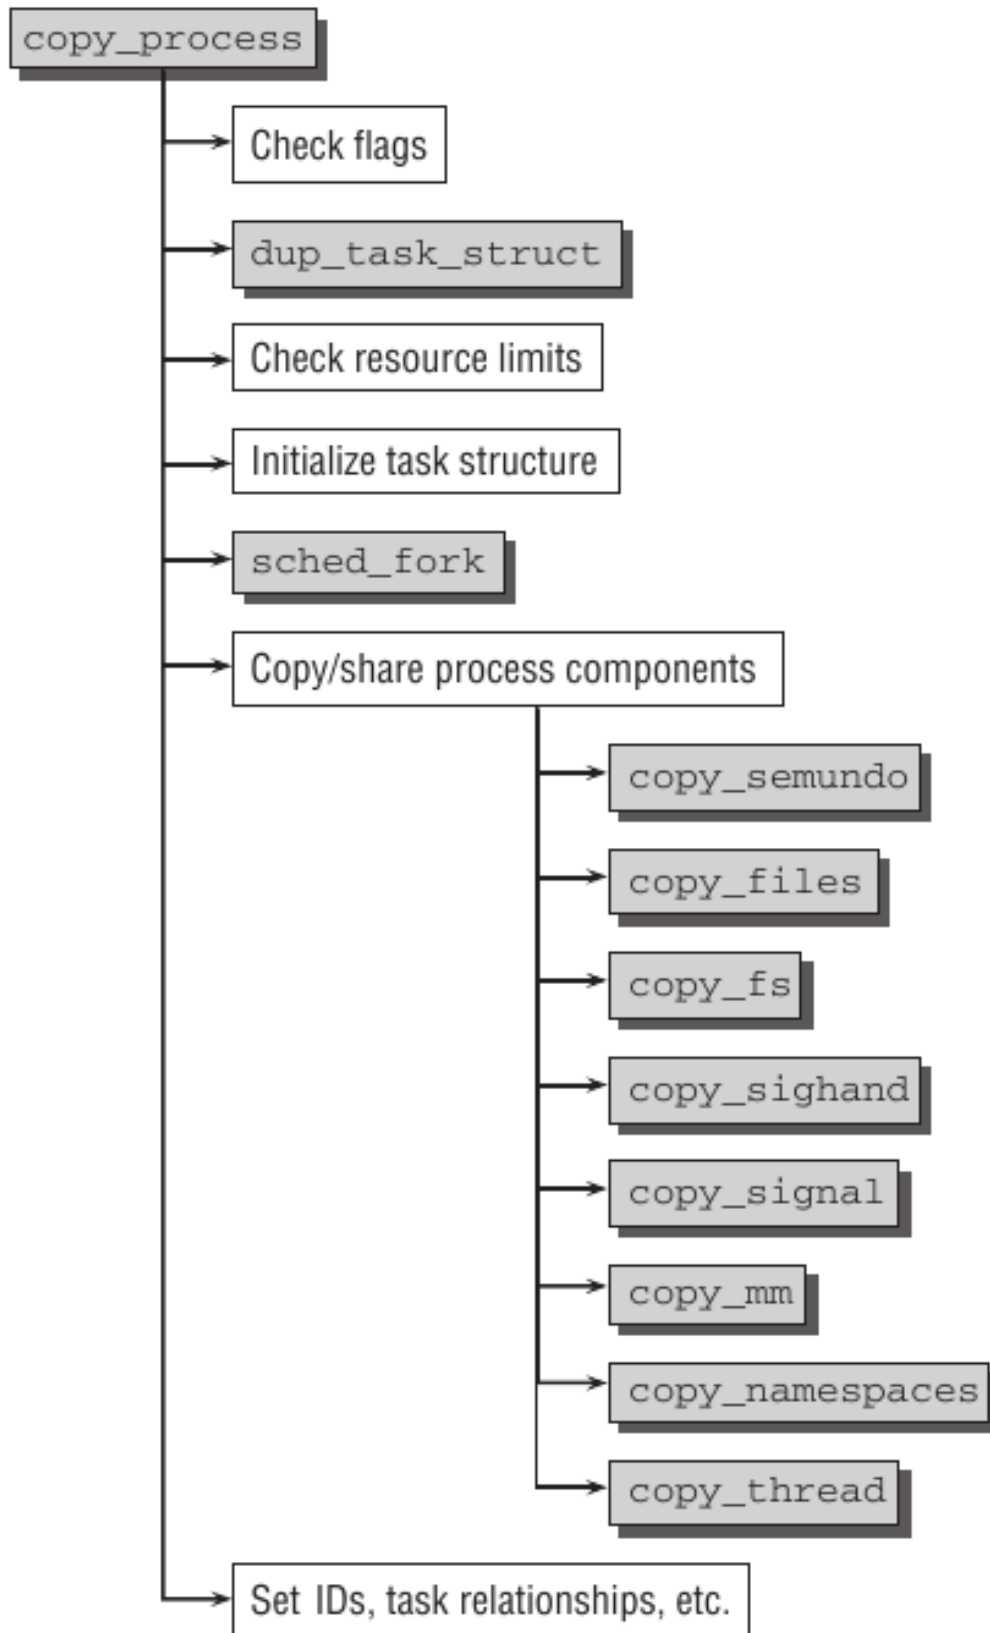 copy_process
Check flags
dup_task_struct
Check resource limits
Initialize task structure
sched_fork
Copy/share process components
copy_semundo
copy_files
copy_fs
copy_sighand
copy_signal
copy_mm
copy_namespaces
copy_thread
Set IDs, task relationships, etc.